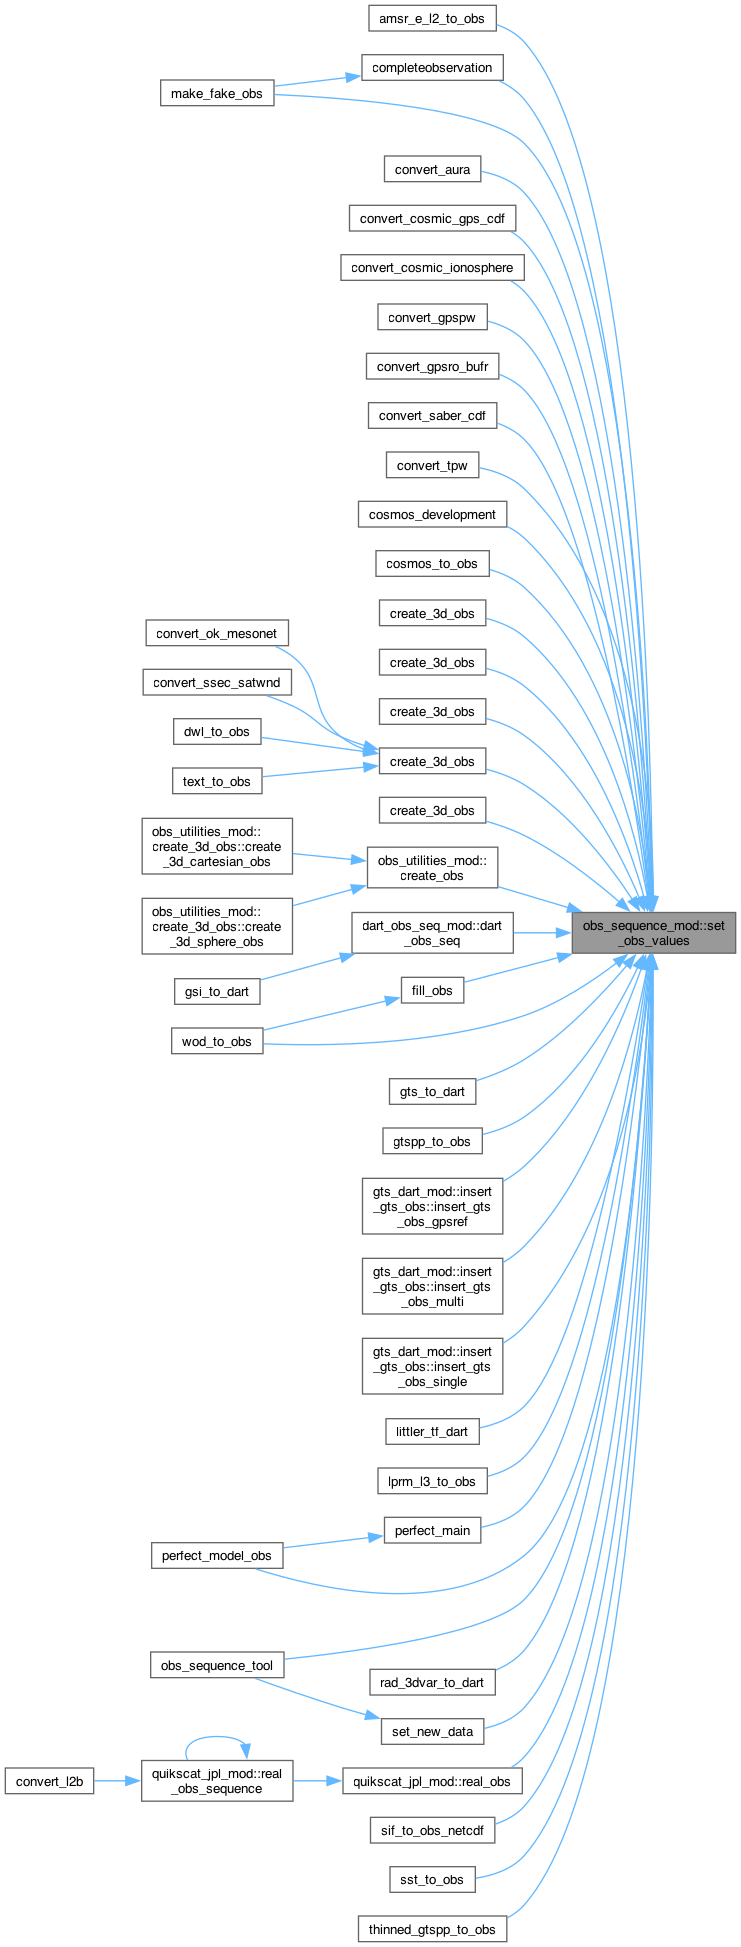 amsr_e_l2_to_obs
completeobservation
make_fake_obs
convert_aura
convert_cosmic_gps_cdf
convert_cosmic_ionosphere
convert_gpspw
convert_gpsro_bufr
convert_saber_cdf
convert_tpw
cosmos_development
cosmos_to_obs
create_3d_obs
convert_ok_mesonet
create_3d_obs
convert_ssec_satwnd
create_3d_obs
dwl_to_obs
create_3d_obs
text_to_obs
create_3d_obs
obs_utilities_mod::
create_3d_obs::create
_3d_cartesian_obs
obs_utilities_mod::
create_obs
obs_utilities_mod::
create_3d_obs::create
_3d_sphere_obs
dart_obs_seq_mod::dart
_obs_seq
obs_sequence_mod::set
_obs_values
gsi_to_dart
fill_obs
wod_to_obs
gts_to_dart
gtspp_to_obs
gts_dart_mod::insert
_gts_obs::insert_gts
_obs_gpsref
gts_dart_mod::insert
_gts_obs::insert_gts
_obs_multi
gts_dart_mod::insert
_gts_obs::insert_gts
_obs_single
littler_tf_dart
lprm_l3_to_obs
perfect_main
perfect_model_obs
obs_sequence_tool
rad_3dvar_to_dart
set_new_data
convert_l2b
quikscat_jpl_mod::real
_obs_sequence
quikscat_jpl_mod::real_obs
sif_to_obs_netcdf
sst_to_obs
thinned_gtspp_to_obs